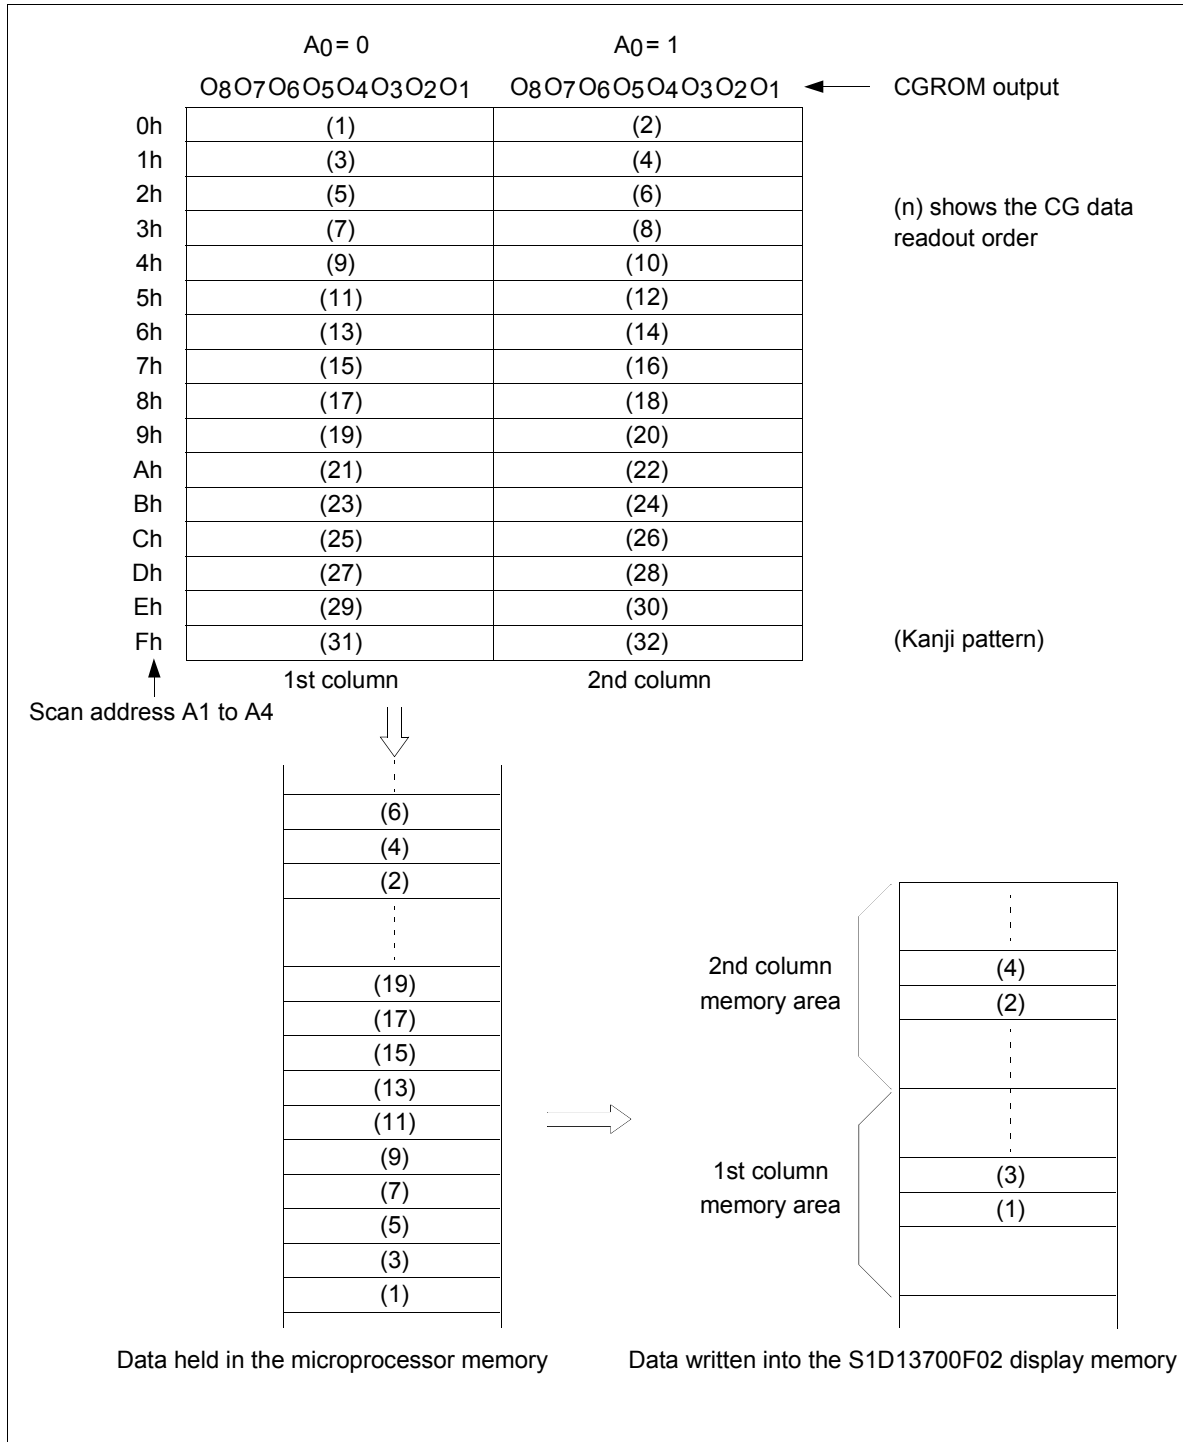 A0 = 0 A0 = 1
O8O7O6O5O4O3O2O1 O8O7O6O5O4O3O2O1 CGROM output
0h (1) (2)
1h (3) (4)
2h (5) (6)
(n) shows the CG data
3h (7) (8)
readout order
4h (9) (10)
5h (11) (12)
6h (13) (14)
7h (15) (16)
8h (17) (18)
9h (19) (20)
Ah (21) (22)
Bh (23) (24)
Ch (25) (26)
Dh (27) (28)
Eh (29) (30)
Fh (31) (32) (Kanji pattern)
1st column 2nd column
Scan address A1 to A4
(6)
(4)
(2)
(19)
(17)
(15)
(13)
(11)
(9)
(7)
(5)
(3)
(1)
Data held in the microprocessor memory
2nd column
memory area
(4)
(2)
1st column
memory area
(3)
(1)
Data written into the S1D13700F02 display memory